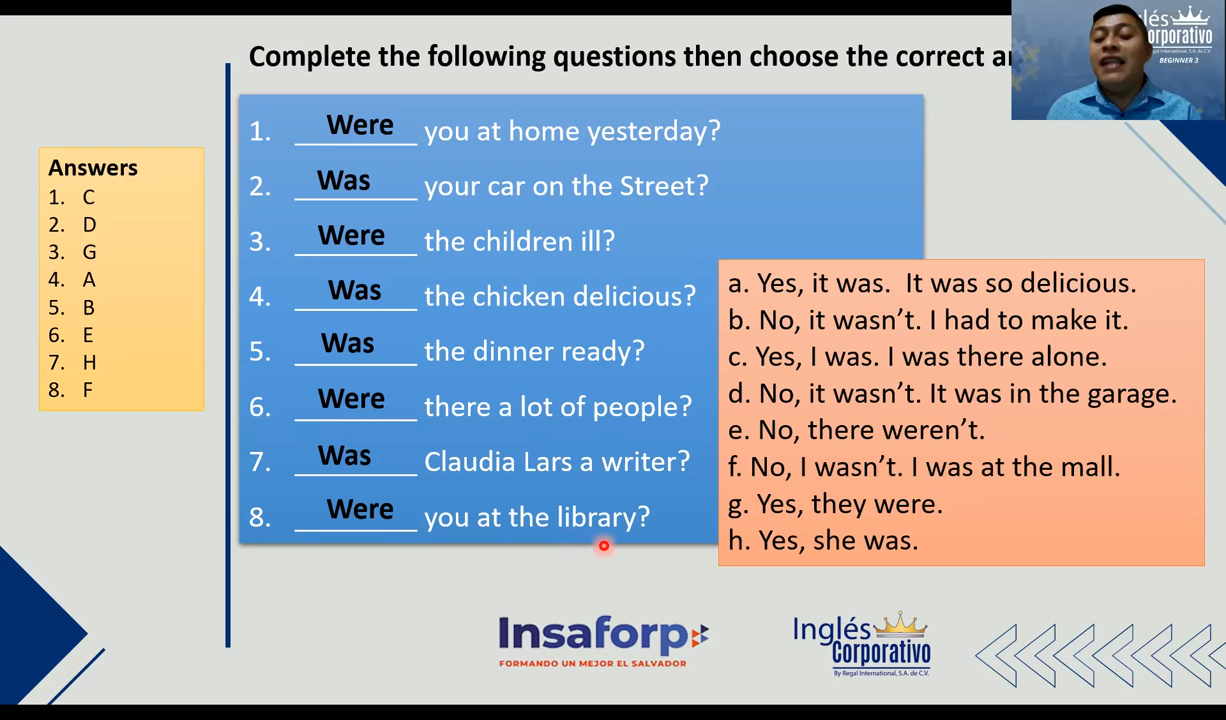 Complete the following questions then choose the correct
lés
orporativo
By Regal International, S.A. de C.V.
BEGINNER 3
Answers
1. C
2. D
3. G
4. A
5. B
6. E
7. H
8. F
1. Were you at home yesterday?
2. Was your car on the Street?
3. Were the children ill?
4. Was the chicken delicious?
5. Was the dinner ready?
6. Were there a lot of people?
7. Was Claudia Lars a writer?
8. Were you at the library?
a. Yes, it was. It was so delicious.
b. No, it wasn’t. I had to make it.
c. Yes, I was. I was there alone.
d. No, it wasn’t. It was in the garage.
e. No, there weren’t.
f. No, I wasn’t. I was at the mall.
g. Yes, they were.
h. Yes, she was.
Insaforp
FORMANDO UN MEJOR EL SALVADOR
Inglés
Corporativo
By Regal International, S.A. de C.V.